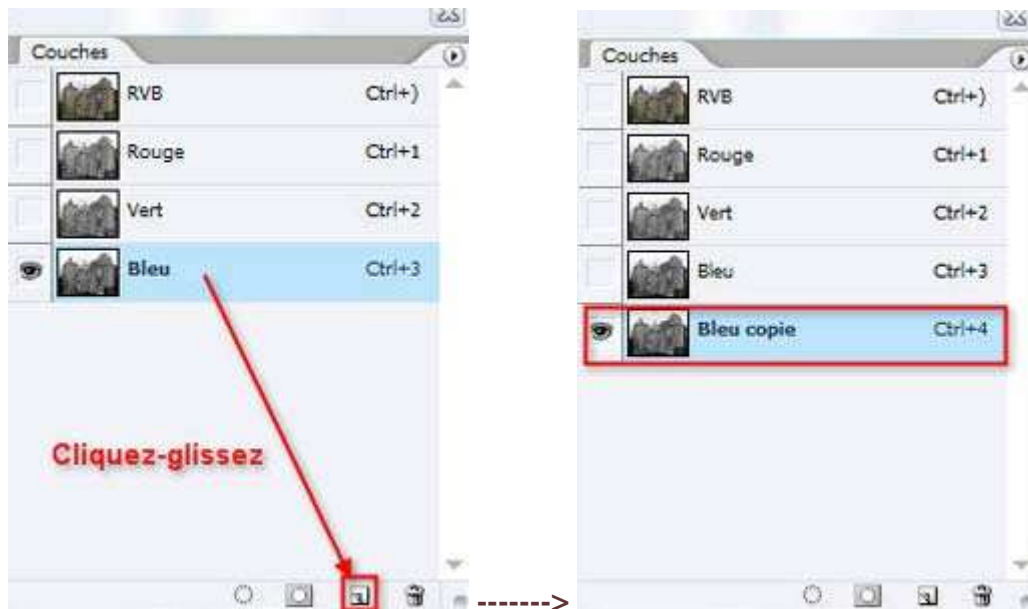 Couches
RVB Ctrl+)
Rouge Ctrl+1
Vert Ctrl+2
Bleu Ctrl+3
Cliquez-glissez
------->
Couches
RVB Ctrl+)
Rouge Ctrl+1
Vert Ctrl+2
Bleu Ctrl+3
Bleu copie Ctrl+4